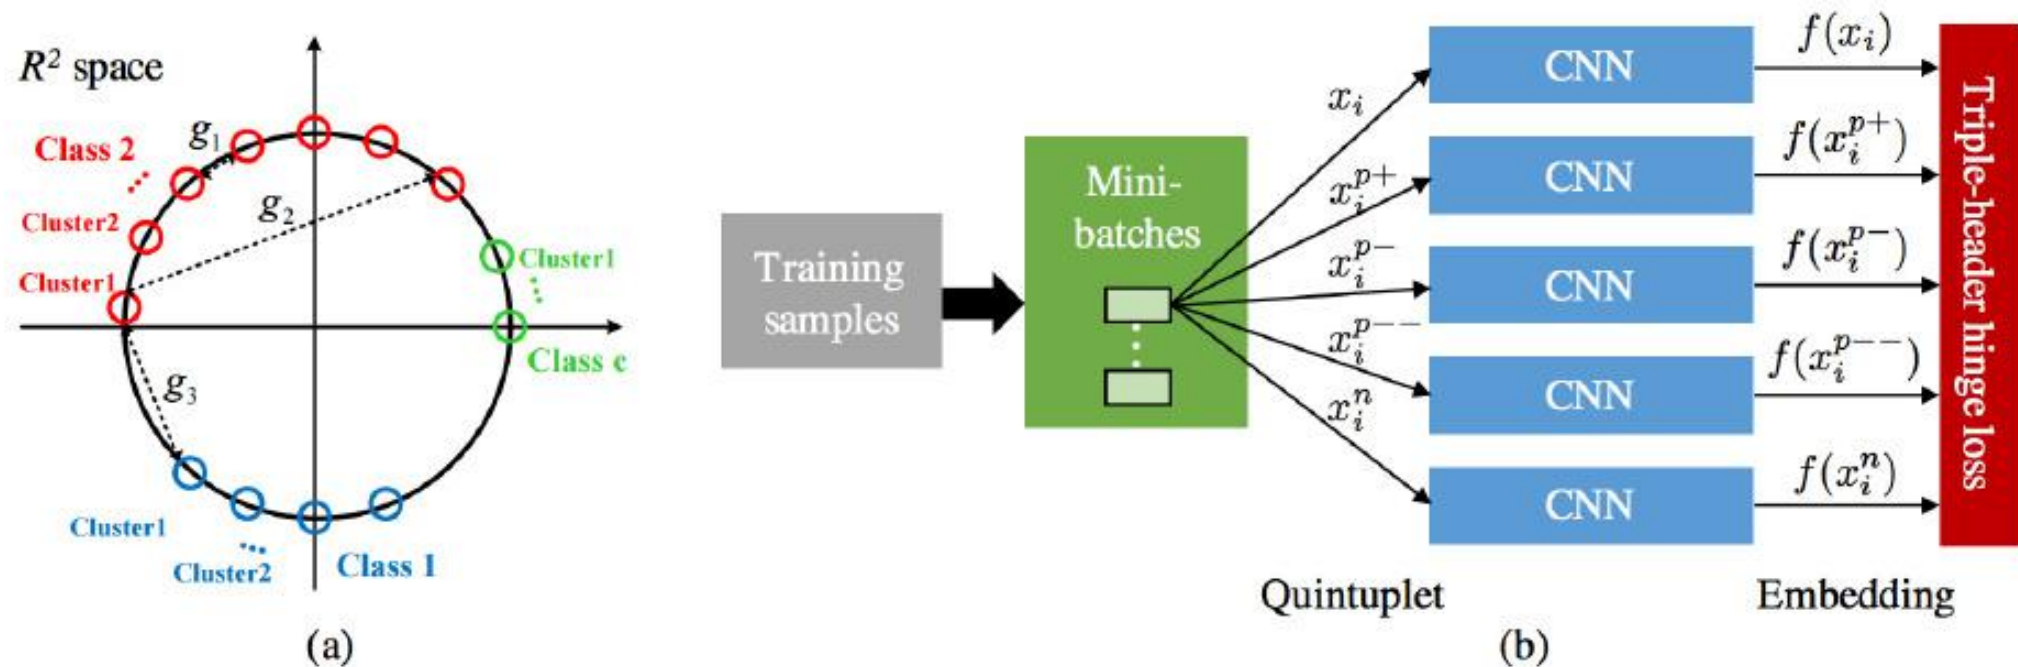 R² space
Class 2
g₁
Cluster2
g₂
Cluster1
Cluster1
Class c
g₃
Cluster1
Cluster2
Class 1
(a)
Training
samples
Mini-
batches
xᵢ
xᵢᵖ⁺
xᵢᵖ⁻
xᵢᵖ⁻⁻
xᵢⁿ
CNN
CNN
CNN
CNN
CNN
f(xᵢ)
f(xᵢᵖ⁺)
f(xᵢᵖ⁻)
f(xᵢᵖ⁻⁻)
f(xᵢⁿ)
Triple-header hinge loss
Quintuplet
Embedding
(b)